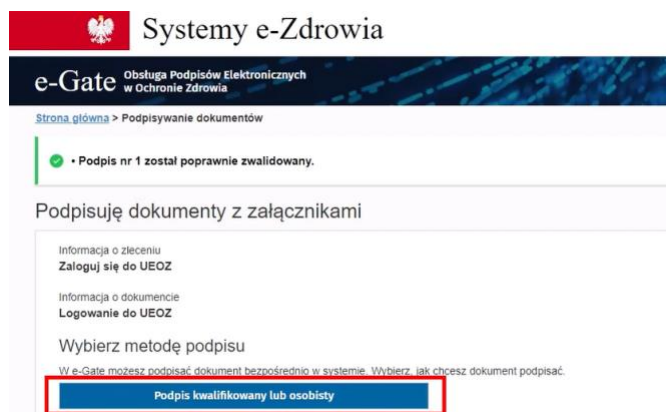 Systemy e-Zdrowia
e-Gate Obsługa Podpisów Elektronicznych
w Ochronie Zdrowia
Strona główna > Podpisywanie dokumentów
• Podpis nr 1 został poprawnie zwalidowany.
Podpisuję dokumenty z załącznikami
Informacja o zleceniu
Zaloguj się do UEOZ
Informacja o dokumencie
Logowanie do UEOZ
Wybierz metodę podpisu
W e-Gate możesz podpisać dokument bezpośrednio w systemie. Wybierz, jak chcesz dokument podpisać.
Podpis kwalifikowany lub osobisty